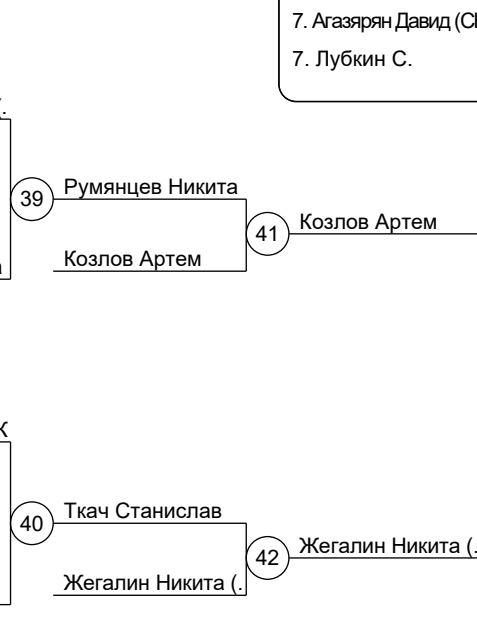 7. Агазярян Давид
7. Лубкин С.
39
Румянцев Никита
41
Козлов Артем
Козлов Артем
40
Ткач Станислав
42
Жегалин Никита (.
Жегалин Никита (.